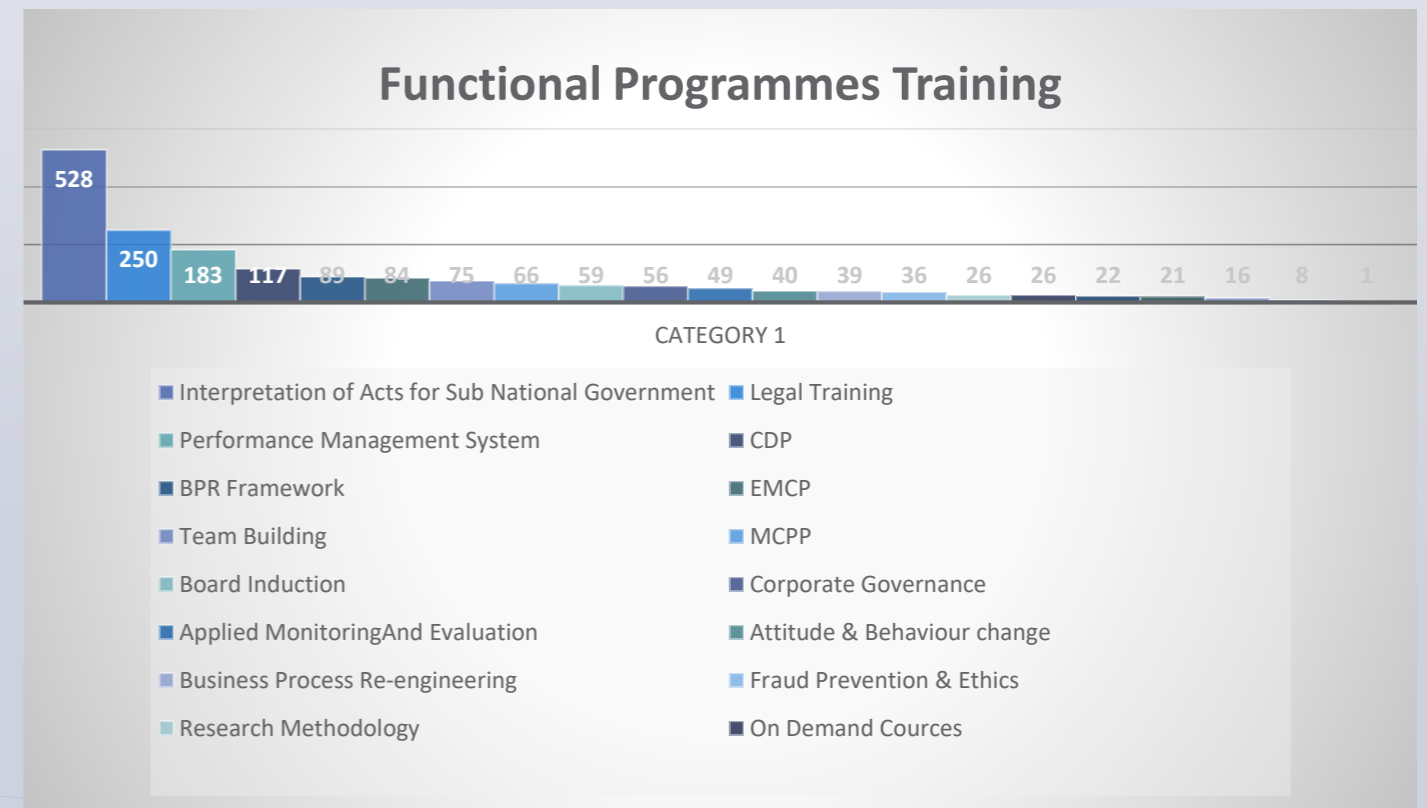 Functional Programmes Training
528
250
183 117 89 84 75 66 59 56 49 40 39 36 26 26 22 21 16 8 1
CATEGORY 1
Interpretation of Acts for Sub National Government Legal Training
Performance Management System CDP
BPR Framework EMCP
Team Building MCPP
Board Induction Corporate Governance
Applied MonitoringAnd Evaluation Attitude & Behaviour change
Business Process Re-engineering Fraud Prevention & Ethics
Research Methodology On Demand Cources